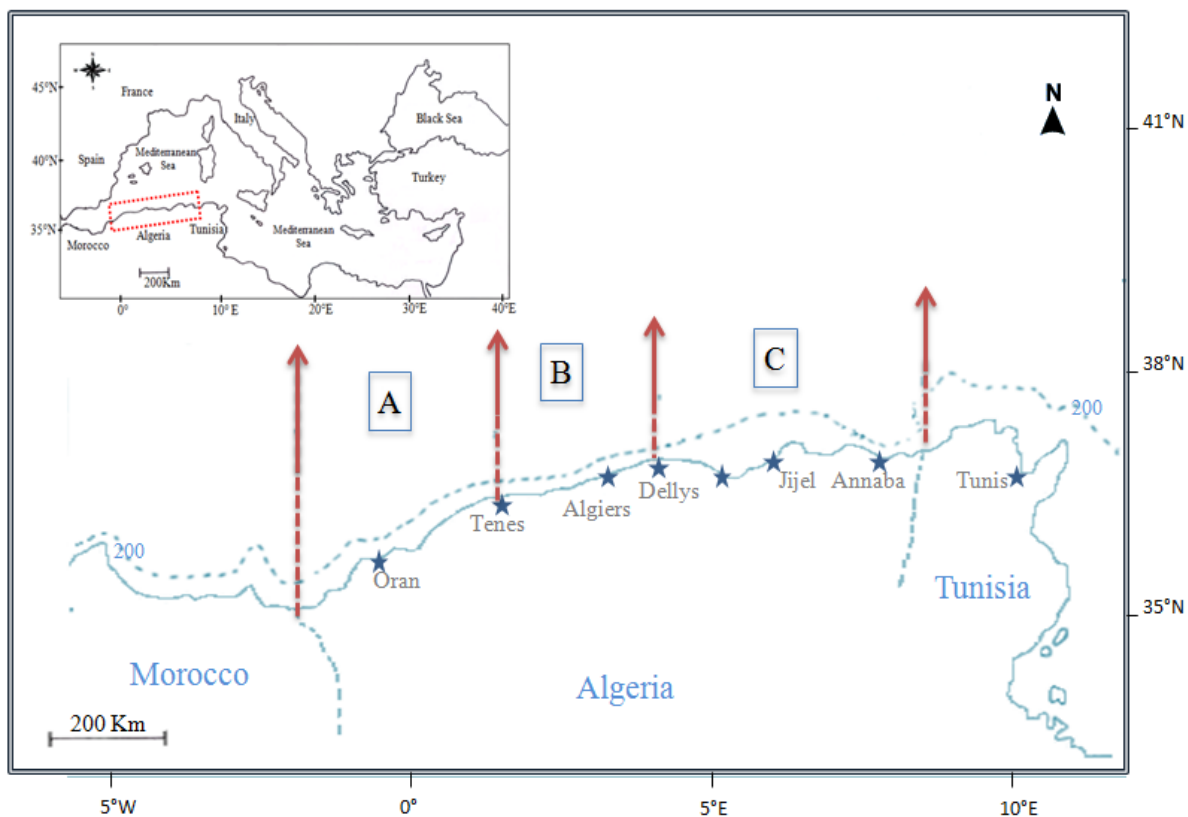 45°N
40°N
35°N
France
Italy
Black Sea
Spain
Mediterranean
Sea
Turkey
Morocco
Algeria
Tunisia
Mediterranean
Sea
200Km
0°
10°E
20°E
30°E
40°E
N
41°N
38°N
35°N
A
B
C
200
200
Oran
Tenes
Algiers
Dellys
Jijel
Annaba
Tunis
Morocco
Algeria
Tunisia
200 Km
5°W
0°
5°E
10°E